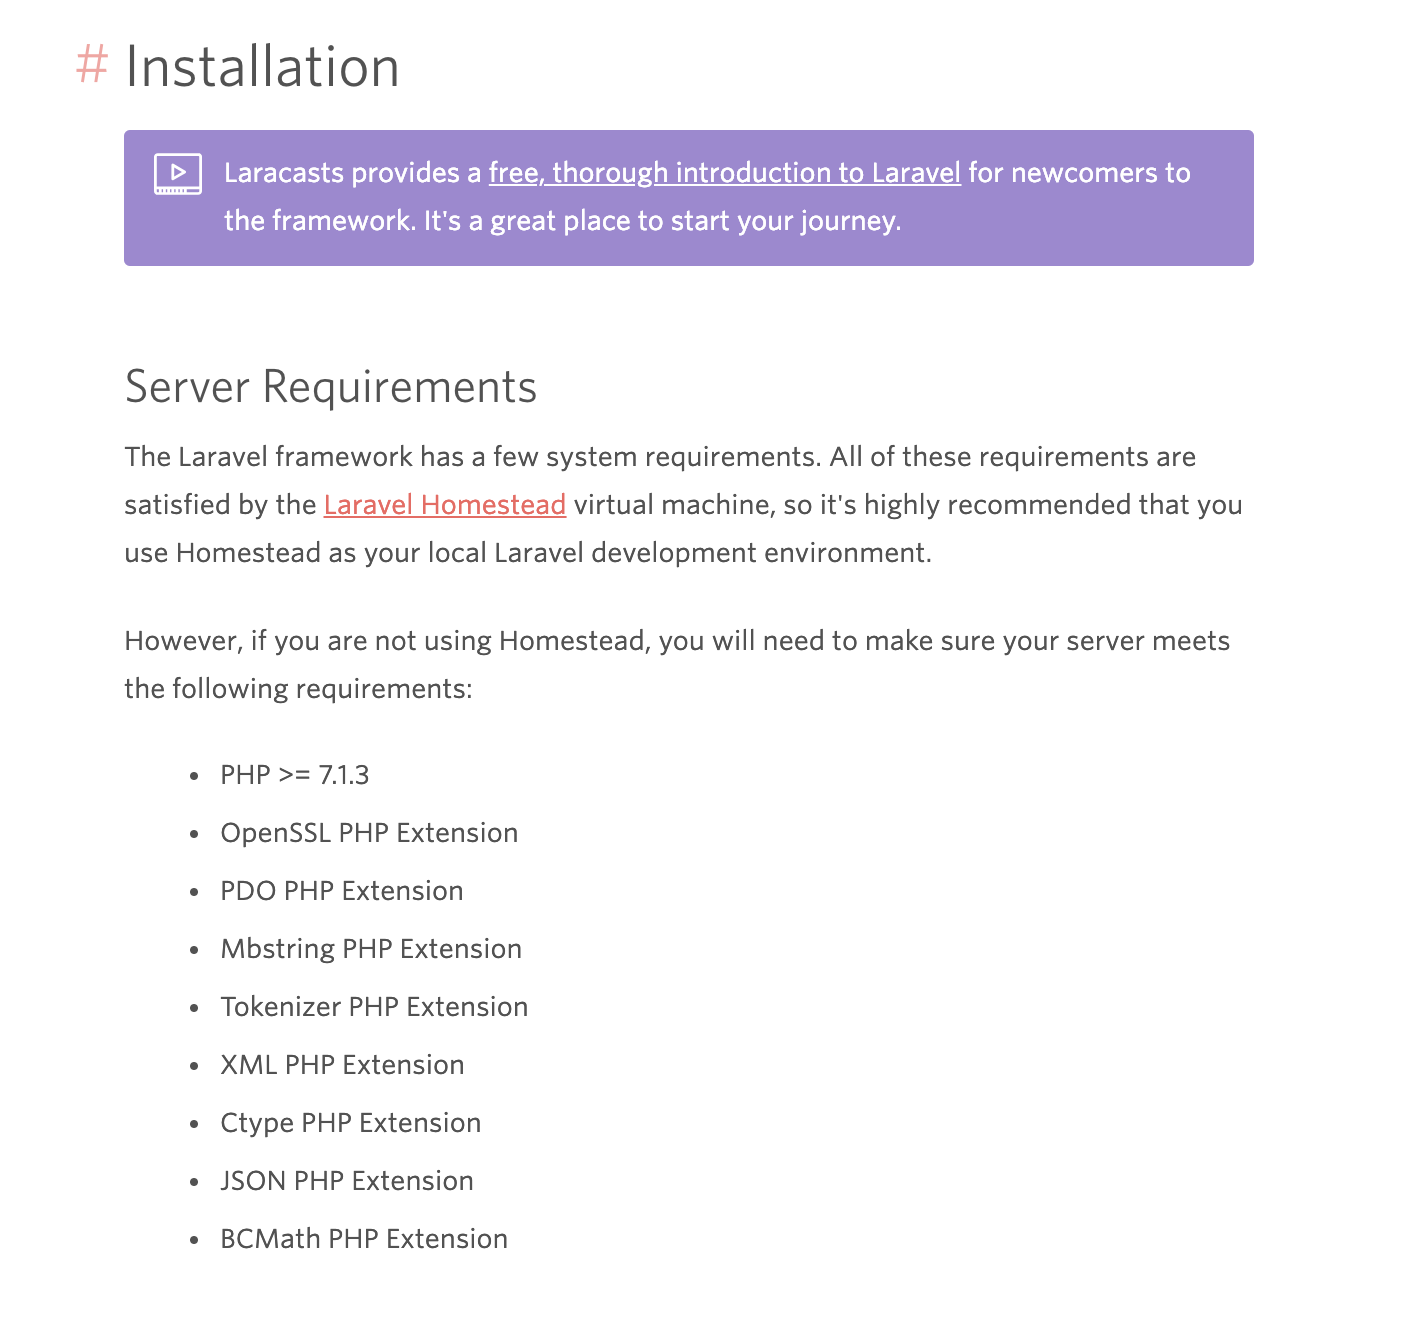 # Installation
Laracasts provides a free, thorough introduction to Laravel for newcomers to
the framework. It's a great place to start your journey.
Server Requirements
The Laravel framework has a few system requirements. All of these requirements are
satisfied by the Laravel Homestead virtual machine, so it's highly recommended that you
use Homestead as your local Laravel development environment.
However, if you are not using Homestead, you will need to make sure your server meets
the following requirements:
• PHP >= 7.1.3
• OpenSSL PHP Extension
• PDO PHP Extension
• Mbstring PHP Extension
• Tokenizer PHP Extension
• XML PHP Extension
• Ctype PHP Extension
• JSON PHP Extension
• BCMath PHP Extension